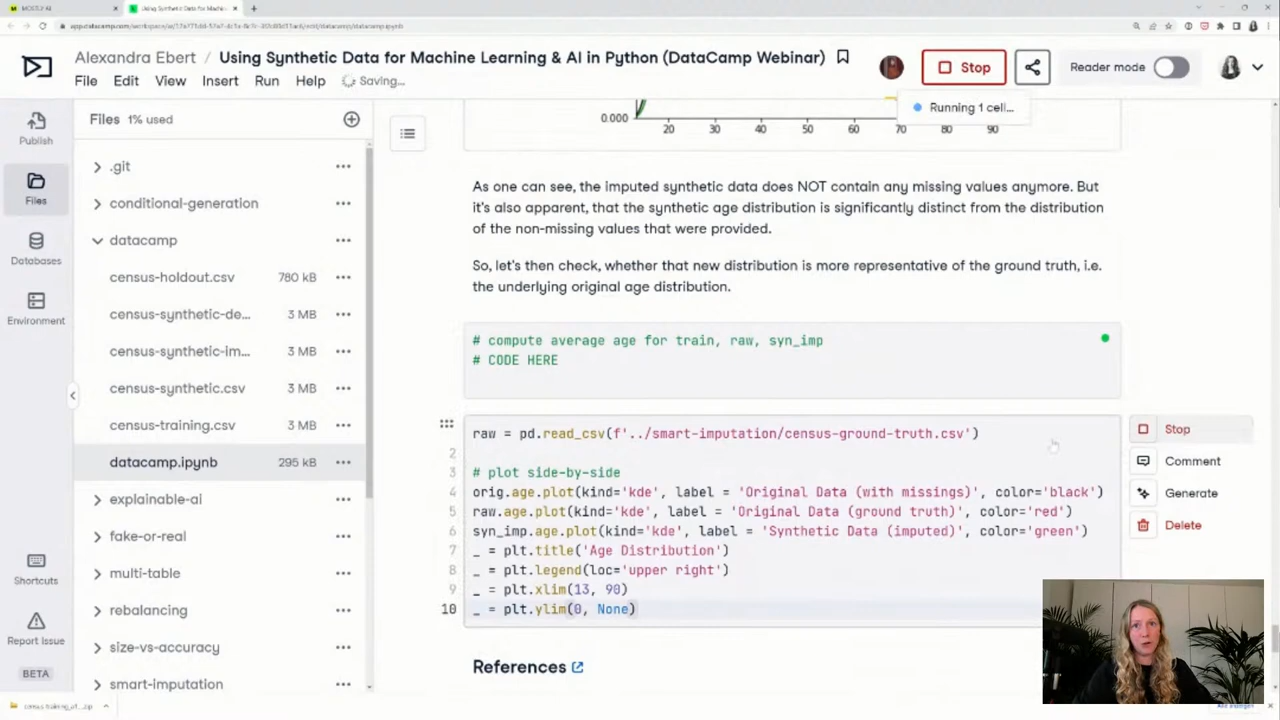 MOSTLY AI
Using Synthetic Data for Machi
Alexandra Ebert / Using Synthetic Data for Machine Learning & AI in Python (DataCamp Webinar)
Stop
Reader mode
File Edit View Insert Run Help Saving...
Running 1 cell...
Publish
Files
Databases
Environment
Shortcuts
Report Issue
BETA
Files 1% used
.git
conditional-generation
datacamp
census-holdout.csv 780 kB
census-synthetic-de... 3 MB
census-synthetic-im... 3 MB
census-synthetic.csv 3 MB
census-training.csv 3 MB
datacamp.ipynb 295 kB
explainable-ai
fake-or-real
multi-table
rebalancing
size-vs-accuracy
smart-imputation
0.000
20 30 40 50 60 70 80 90
As one can see, the imputed synthetic data does NOT contain any missing values anymore. But
it's also apparent, that the synthetic age distribution is significantly distinct from the distribution
of the non-missing values that were provided.
So, let's then check, whether that new distribution is more representative of the ground truth, i.e.
the underlying original age distribution.
# compute average age for train, raw, syn_imp
# CODE HERE
raw = pd.read_csv(f'../smart-imputation/census-ground-truth.csv')
2
3 # plot side-by-side
4 orig.age.plot(kind='kde', label = 'Original Data (with missings)', color='black')
5 raw.age.plot(kind='kde', label = 'Original Data (ground truth)', color='red')
6 syn_imp.age.plot(kind='kde', label = 'Synthetic Data (imputed)', color='green')
7 _ = plt.title('Age Distribution')
8 _ = plt.legend(loc='upper right')
9 _ = plt.xlim(13, 90)
10 _ = plt.ylim(0, None)
Stop
Comment
Generate
Delete
References
Alle anzeigen